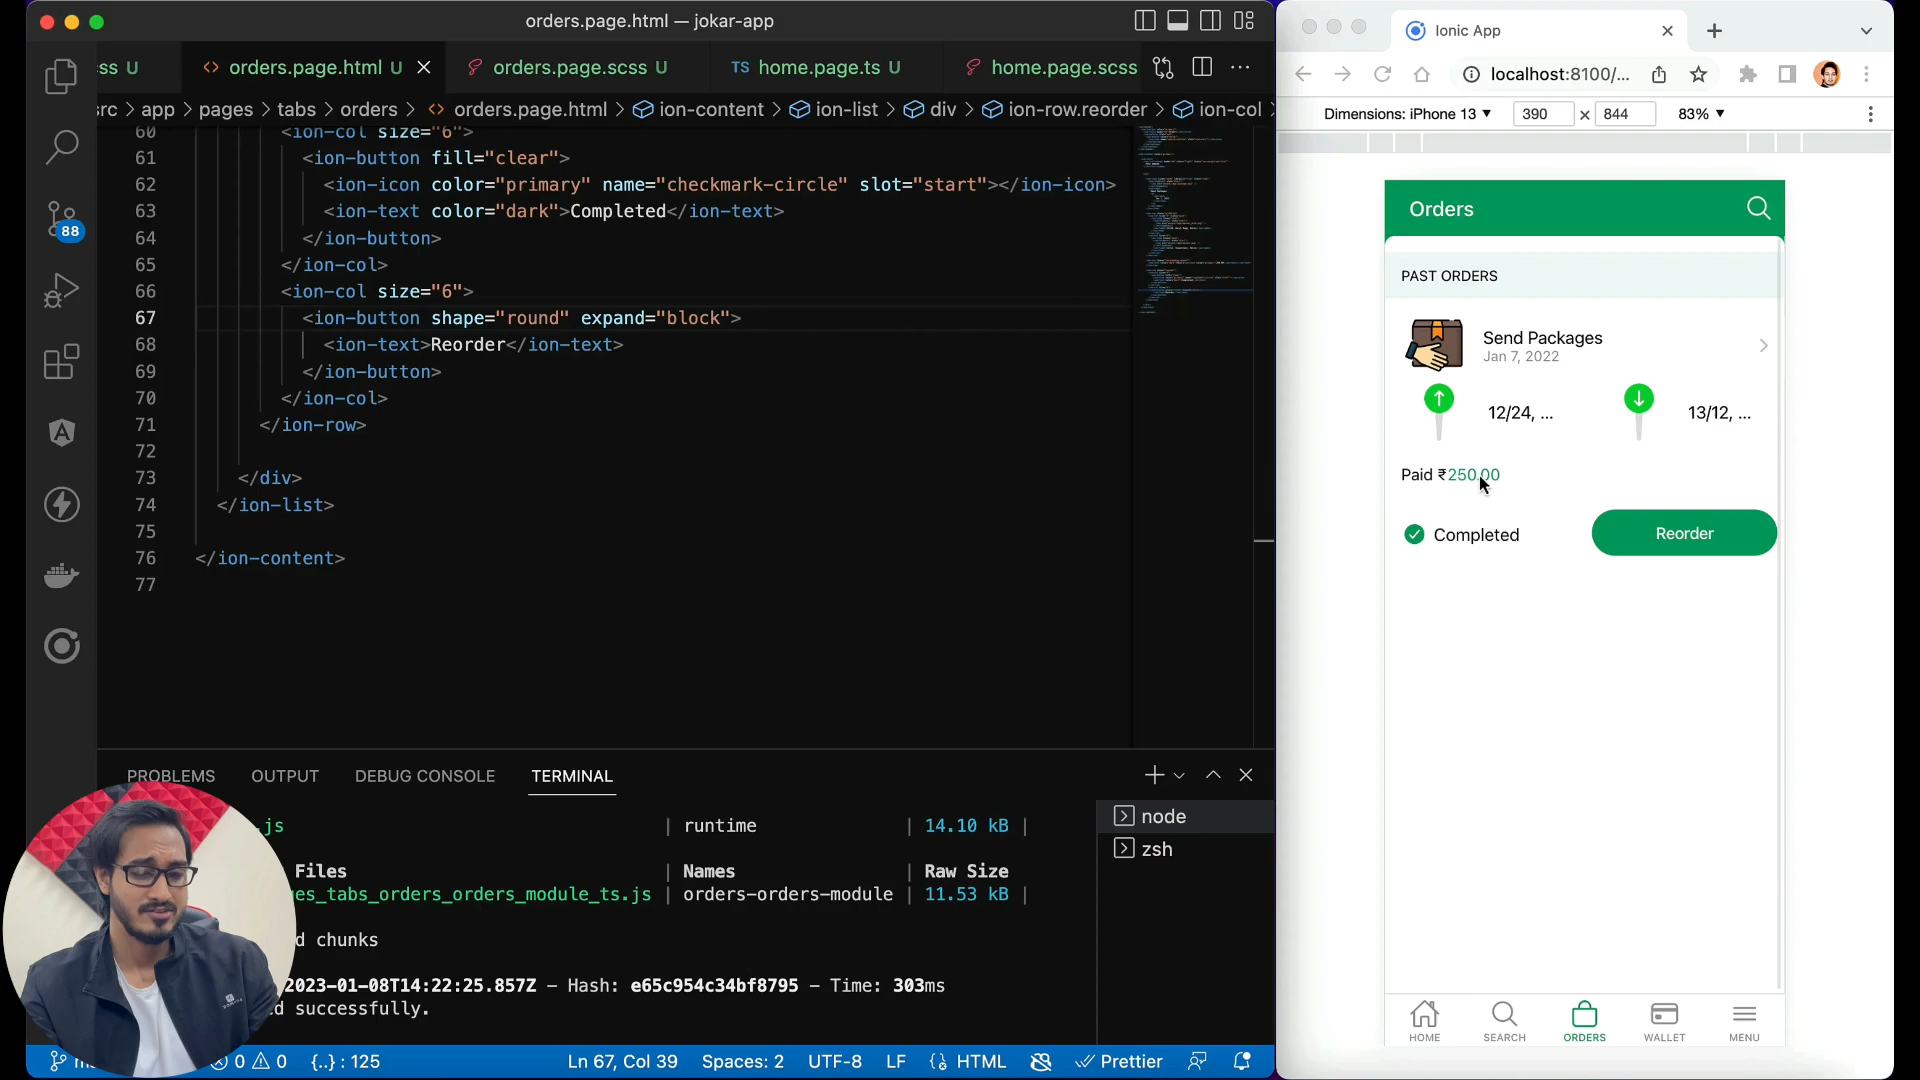 orders.page.html — jokar-app
ss U
<> orders.page.html U
orders.page.scss U
TS home.page.ts U
home.page.scss
src > app > pages > tabs > orders > <> orders.page.html > ion-content > ion-list > div > ion-row.reorder > ion-col >
60 <ion-col size="6">
61 <ion-button fill="clear">
62 <ion-icon color="primary" name="checkmark-circle" slot="start"></ion-icon>
63 <ion-text color="dark">Completed</ion-text>
64 </ion-button>
65 </ion-col>
66 <ion-col size="6">
67 <ion-button shape="round" expand="block">
68 <ion-text>Reorder</ion-text>
69 </ion-button>
70 </ion-col>
71 </ion-row>
72
73 </div>
74 </ion-list>
75
76 </ion-content>
77
88
PROBLEMS
OUTPUT
DEBUG CONSOLE
TERMINAL
node
zsh
.js | runtime | 14.10 kB |
Files | Names | Raw Size
es_tabs_orders_orders_module_ts.js | orders-orders-module | 11.53 kB |
d chunks
2023-01-08T14:22:25.857Z – Hash: e65c954c34bf8795 – Time: 303ms
d successfully.
0 0 {..} : 125
Ln 67, Col 39
Spaces: 2
UTF-8
LF
HTML
Prettier
Ionic App
localhost:8100/...
Dimensions: iPhone 13 ▼
390 × 844
83% ▼
Orders
PAST ORDERS
Send Packages
Jan 7, 2022
12/24, ...
13/12, ...
Paid ₹250.00
Completed
Reorder
HOME
SEARCH
ORDERS
WALLET
MENU